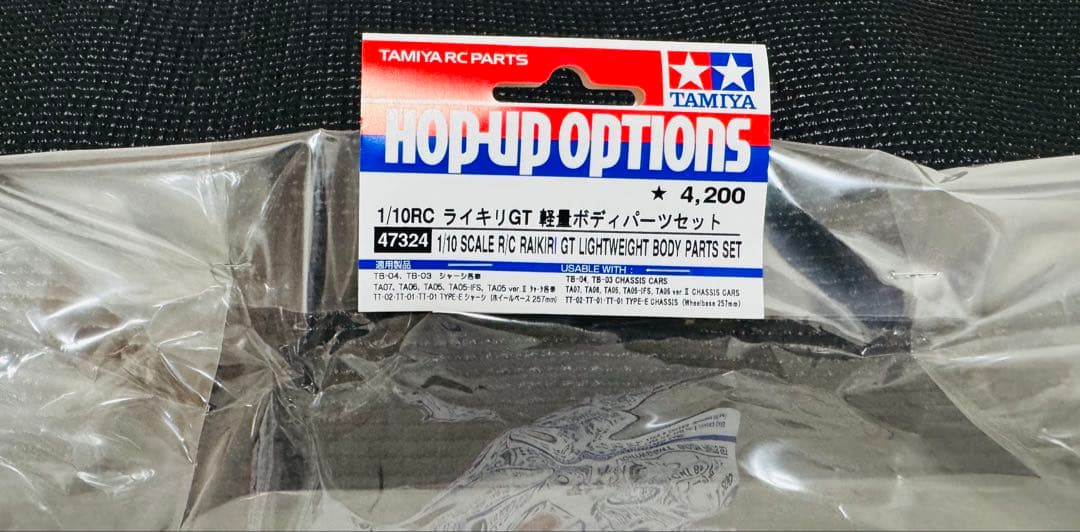 TAMIYA RC PARTS
TAMIYA
HOP-UP OPTIONS
★ 4,200
1/10RC ライキリGT 軽量ボディパーツセット
47324 1/10 SCALE R/C RAIKIRI GT LIGHTWEIGHT BODY PARTS SET
適用製品
TB-04、TB-03 シャーシ各車
TA07、TA06、TA05、TA05-IFS、TA05 ver.Ⅱ シャーシ各車
TT-02・TT-01・TT-01 TYPE-E シャーシ (ホイールベース 257mm)
USABLE WITH :
TB-04, TB-03 CHASSIS CARS
TA07, TA06, TA05, TA05-IFS, TA05 ver.Ⅱ CHASSIS CARS
TT-02・TT-01・TT-01 TYPE-E CHASSIS (Wheelbase 257mm)